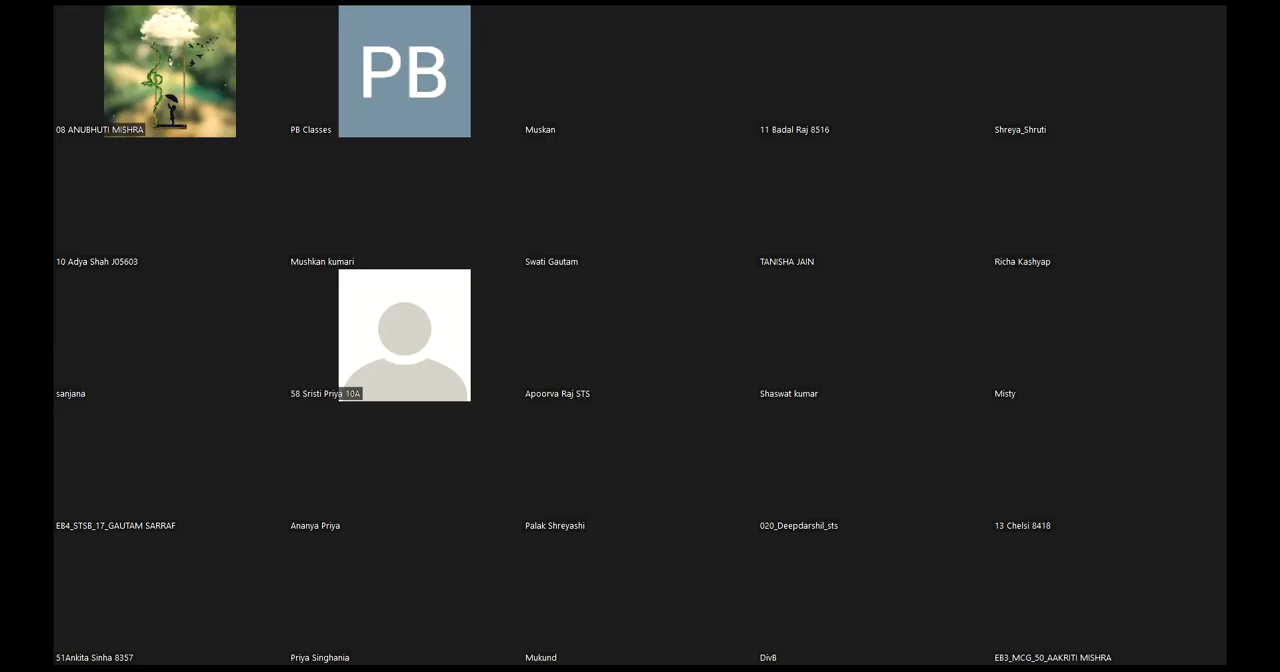 PB
08 ANUBHUTI MISHRA
PB Classes
Muskan
11 Badal Raj 8516
Shreya_Shruti
10 Adya Shah J05603
Mushkan kumari
Swati Gautam
TANISHA JAIN
Richa Kashyap
sanjana
58 Sristi Priya 10A
Apoorva Raj STS
Shaswat kumar
Misty
EB4_STSB_17_GAUTAM SARRAF
Ananya Priya
Palak Shreyashi
020_Deepdarshil_sts
13 Chelsi 8418
51Ankita Sinha 8357
Priya Singhania
Mukund
DivB
EB3_MCG_50_AAKRITI MISHRA